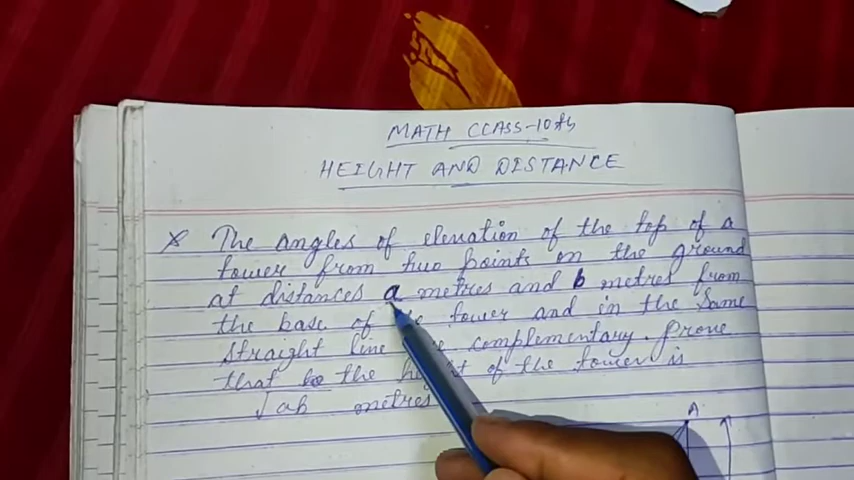 MATH CLASS-10th
HEIGHT AND DISTANCE
* The angles of elevation of the top of a
tower from two points on the ground
at distances a metres and b metres from
the base of tower and in the same
straight line complementary. Prove
that the height of the tower is
√ab metres
A